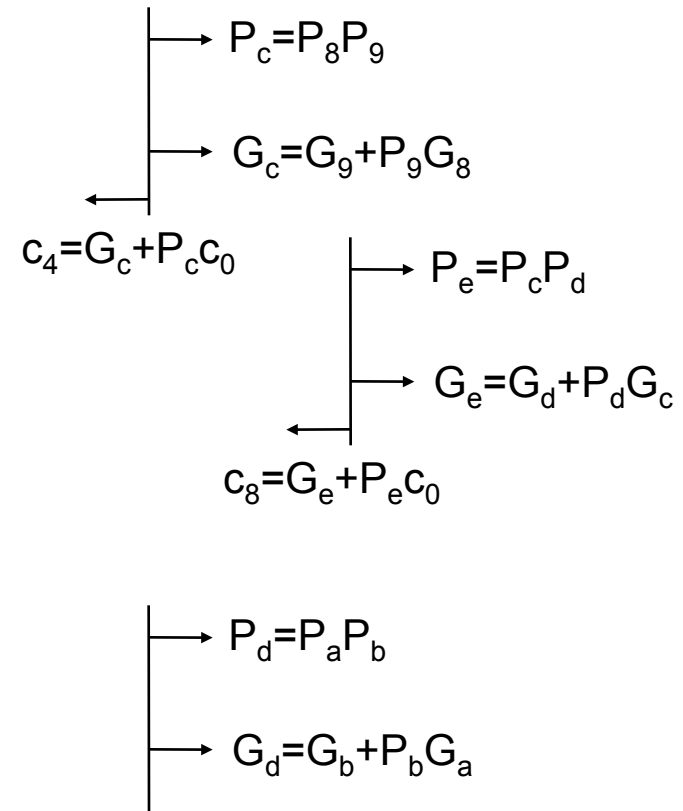 P_c=P_8P_9
G_c=G_9+P_9G_8
c_4=G_c+P_cc_0
P_e=P_cP_d
G_e=G_d+P_dG_c
c_8=G_e+P_ec_0
P_d=P_aP_b
G_d=G_b+P_bG_a